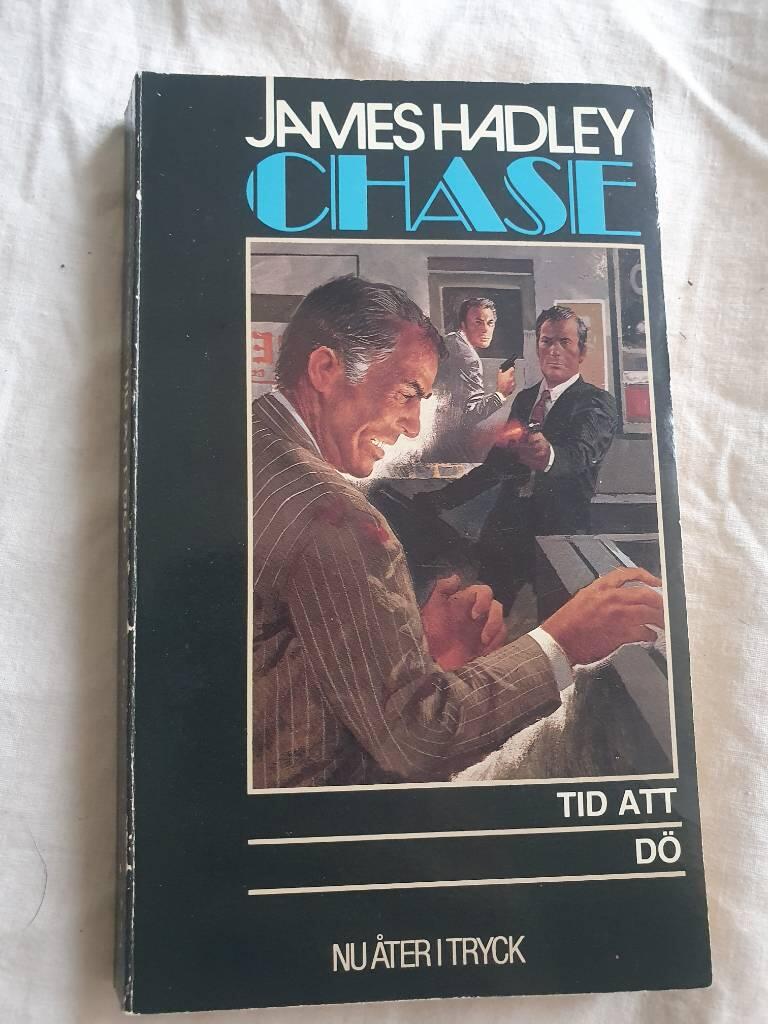 JAMES HADLEY
CHASE
TID ATT
DÖ
NU ÅTER I TRYCK